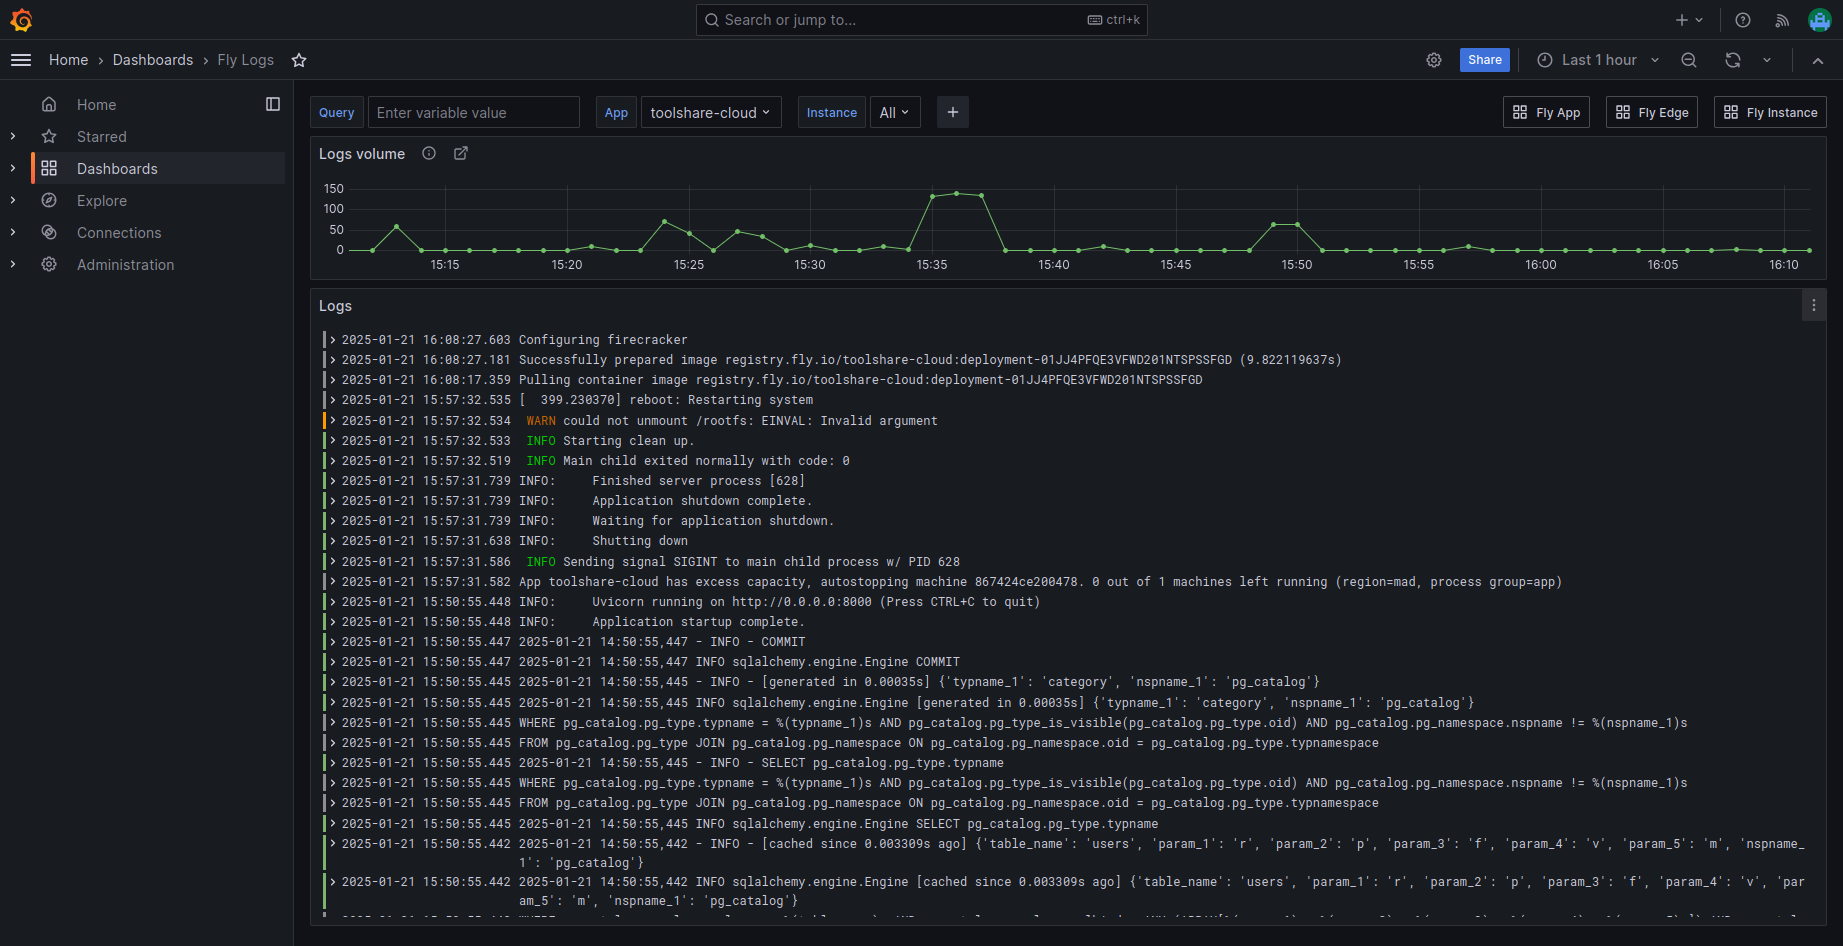 Search or jump to... ctrl+k
Home › Dashboards › Fly Logs
Share
Last 1 hour
Home
Starred
Dashboards
Explore
Connections
Administration
Query Enter variable value App toolshare-cloud Instance All +
Fly App Fly Edge Fly Instance
Logs volume
150
100
50
0
15:15 15:20 15:25 15:30 15:35 15:40 15:45 15:50 15:55 16:00 16:05 16:10
Logs
2025-01-21 16:08:27.603 Configuring firecracker
2025-01-21 16:08:27.181 Successfully prepared image registry.fly.io/toolshare-cloud:deployment-01JJ4PFQE3VFWD201NTSPSSFGD (9.822119637s)
2025-01-21 16:08:17.359 Pulling container image registry.fly.io/toolshare-cloud:deployment-01JJ4PFQE3VFWD201NTSPSSFGD
2025-01-21 15:57:32.535 [  399.230370] reboot: Restarting system
2025-01-21 15:57:32.534  WARN could not unmount /rootfs: EINVAL: Invalid argument
2025-01-21 15:57:32.533  INFO Starting clean up.
2025-01-21 15:57:32.519  INFO Main child exited normally with code: 0
2025-01-21 15:57:31.739 INFO:     Finished server process [628]
2025-01-21 15:57:31.739 INFO:     Application shutdown complete.
2025-01-21 15:57:31.739 INFO:     Waiting for application shutdown.
2025-01-21 15:57:31.638 INFO:     Shutting down
2025-01-21 15:57:31.586  INFO Sending signal SIGINT to main child process w/ PID 628
2025-01-21 15:57:31.582 App toolshare-cloud has excess capacity, autostopping machine 867424ce200478. 0 out of 1 machines left running (region=mad, process group=app)
2025-01-21 15:50:55.448 INFO:     Uvicorn running on http://0.0.0.0:8000 (Press CTRL+C to quit)
2025-01-21 15:50:55.448 INFO:     Application startup complete.
2025-01-21 15:50:55.447 2025-01-21 14:50:55,447 - INFO - COMMIT
2025-01-21 15:50:55.447 2025-01-21 14:50:55,447 INFO sqlalchemy.engine.Engine COMMIT
2025-01-21 15:50:55.445 2025-01-21 14:50:55,445 - INFO - [generated in 0.00035s] {'typname_1': 'category', 'nspname_1': 'pg_catalog'}
2025-01-21 15:50:55.445 2025-01-21 14:50:55,445 INFO sqlalchemy.engine.Engine [generated in 0.00035s] {'typname_1': 'category', 'nspname_1': 'pg_catalog'}
2025-01-21 15:50:55.445 WHERE pg_catalog.pg_type.typname = %(typname_1)s AND pg_catalog.pg_type_is_visible(pg_catalog.pg_type.oid) AND pg_catalog.pg_namespace.nspname != %(nspname_1)s
2025-01-21 15:50:55.445 FROM pg_catalog.pg_type JOIN pg_catalog.pg_namespace ON pg_catalog.pg_namespace.oid = pg_catalog.pg_type.typnamespace
2025-01-21 15:50:55.445 2025-01-21 14:50:55,445 - INFO - SELECT pg_catalog.pg_type.typname
2025-01-21 15:50:55.445 WHERE pg_catalog.pg_type.typname = %(typname_1)s AND pg_catalog.pg_type_is_visible(pg_catalog.pg_type.oid) AND pg_catalog.pg_namespace.nspname != %(nspname_1)s
2025-01-21 15:50:55.445 FROM pg_catalog.pg_type JOIN pg_catalog.pg_namespace ON pg_catalog.pg_namespace.oid = pg_catalog.pg_type.typnamespace
2025-01-21 15:50:55.445 2025-01-21 14:50:55,445 INFO sqlalchemy.engine.Engine SELECT pg_catalog.pg_type.typname
2025-01-21 15:50:55.442 2025-01-21 14:50:55,442 - INFO - [cached since 0.003309s ago] {'table_name': 'users', 'param_1': 'r', 'param_2': 'p', 'param_3': 'f', 'param_4': 'v', 'param_5': 'm', 'nspname_
1': 'pg_catalog'}
2025-01-21 15:50:55.442 2025-01-21 14:50:55,442 INFO sqlalchemy.engine.Engine [cached since 0.003309s ago] {'table_name': 'users', 'param_1': 'r', 'param_2': 'p', 'param_3': 'f', 'param_4': 'v', 'par
am_5': 'm', 'nspname_1': 'pg_catalog'}